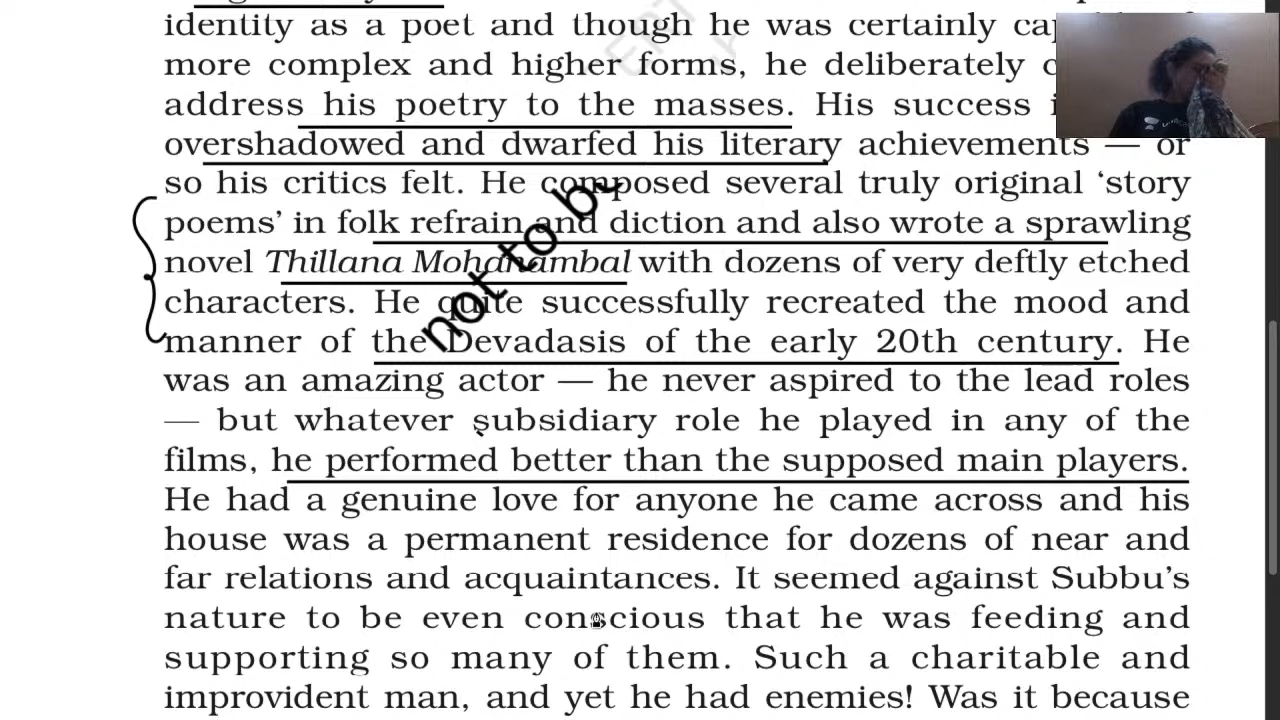 identity as a poet and though he was certainly
more complex and higher forms, he deliberately
address his poetry to the masses. His success
overshadowed and dwarfed his literary achievements — or
so his critics felt. He composed several truly original ‘story
poems’ in folk refrain and diction and also wrote a sprawling
novel Thillana Mohanambal with dozens of very deftly etched
characters. He quite successfully recreated the mood and
manner of the Devadasis of the early 20th century. He
was an amazing actor — he never aspired to the lead roles
— but whatever subsidiary role he played in any of the
films, he performed better than the supposed main players.
He had a genuine love for anyone he came across and his
house was a permanent residence for dozens of near and
far relations and acquaintances. It seemed against Subbu’s
nature to be even conscious that he was feeding and
supporting so many of them. Such a charitable and
improvident man, and yet he had enemies! Was it because
not to be